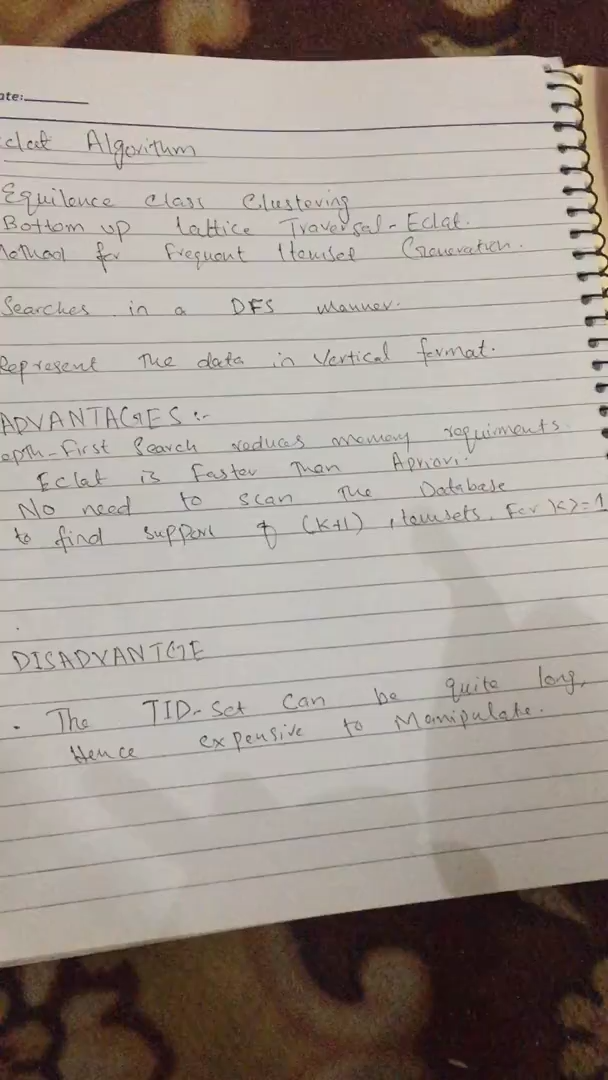 ate:
clat Algorithm
Equilence class Clustering
Bottom up lattice Traversal - Eclat.
Method for Frequent Itemset Generation.
Searches in a DFS manner.
Represent The data in Vertical format.
ADVANTAGES :-
epth-First Search reduces memory requiments
Eclat is Faster Than Apriori.
No need to scan The Database
to find support of (K+1) itemsets, For K>=1
DISADVANTGE
. The TID-Set can be quite long,
Hence expensive to Manipulate.